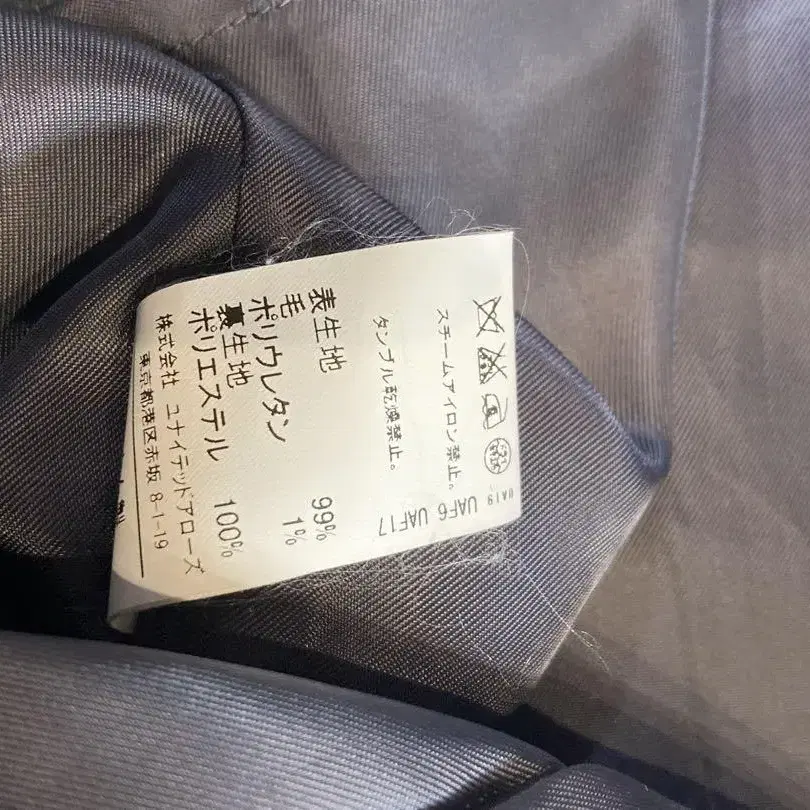 スチームアイロン禁止。
タンブル乾燥禁止。
表生地
毛 99%
ポリウレタン 1%
裏生地
ポリエステル 100%
株式会社 ユナイテッドアローズ
東京都港区赤坂 8-1-19
UA19 UAF6 UAF17